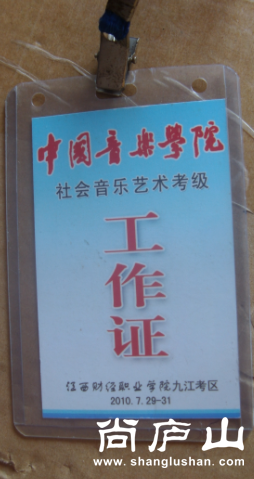 中国音乐學院
社会音乐艺术考级
工
作
证
江西财经职业学院九江考区
2010.7.29-31
尚庐山
www.shanglushan.com